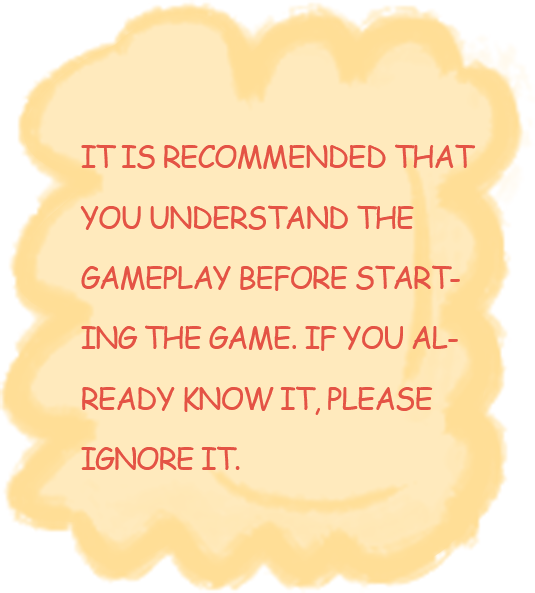 IT IS RECOMMENDED THAT
YOU UNDERSTAND THE
GAMEPLAY BEFORE START-
ING THE GAME. IF YOU AL-
READY KNOW IT, PLEASE
IGNORE IT.